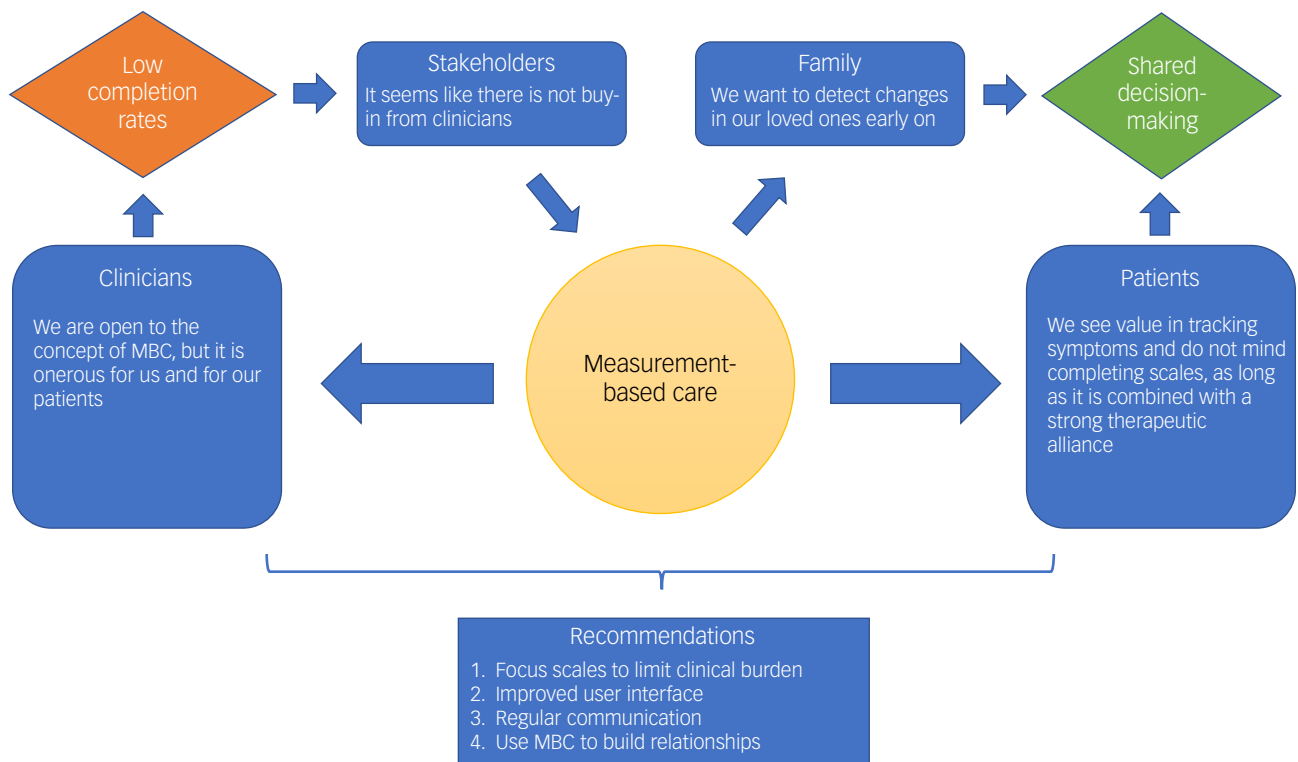 Low
completion
rates
Stakeholders
It seems like there is not buy-
in from clinicians
Family
We want to detect changes
in our loved ones early on
Shared
decision-
making
Clinicians
We are open to the
concept of MBC, but it is
onerous for us and for our
patients
Measurement-
based care
Patients
We see value in tracking
symptoms and do not mind
completing scales, as long
as it is combined with a
strong therapeutic
alliance
Recommendations
1. Focus scales to limit clinical burden
2. Improved user interface
3. Regular communication
4. Use MBC to build relationships